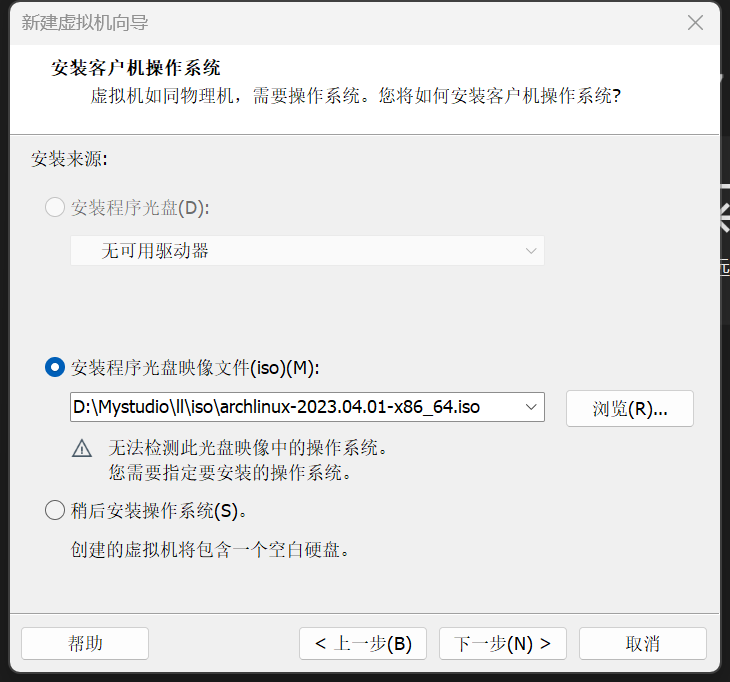 新建虚拟机向导
安装客户机操作系统
虚拟机如同物理机，需要操作系统。您将如何安装客户机操作系统?
安装来源:
安装程序光盘(D):
无可用驱动器
安装程序光盘映像文件(iso)(M):
D:\Mystudio\ll\iso\archlinux-2023.04.01-x86_64.iso
浏览(R)...
无法检测此光盘映像中的操作系统。
您需要指定要安装的操作系统。
稍后安装操作系统(S)。
创建的虚拟机将包含一个空白硬盘。
帮助
< 上一步(B)
下一步(N) >
取消